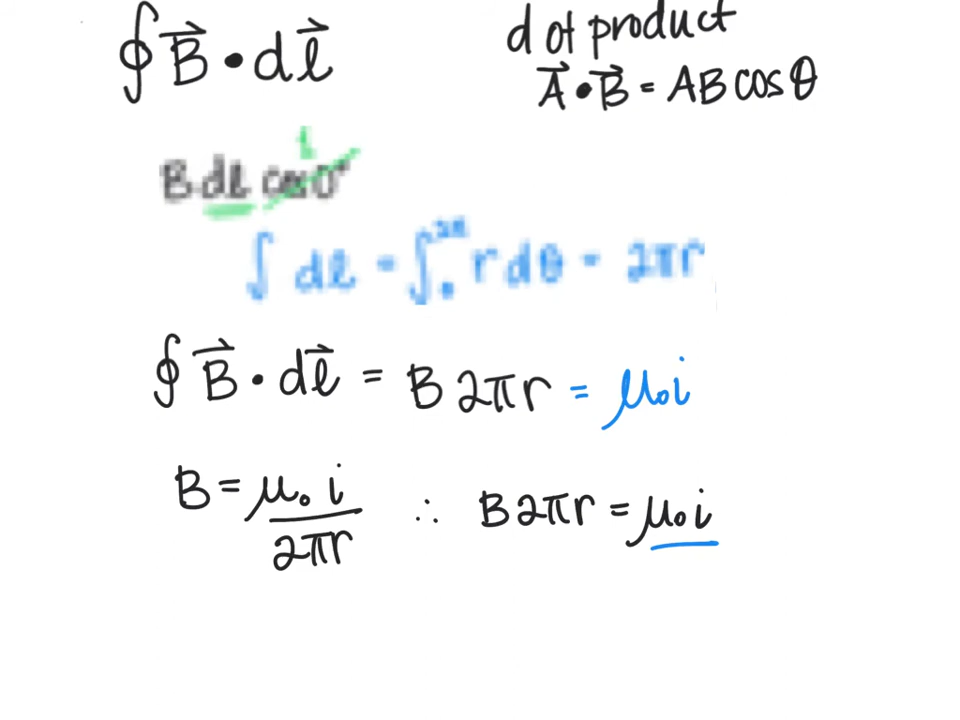 ∮B⃗·dl⃗
dot product
A⃗·B⃗ = AB cos θ
B dl cos θ 1
∫ dl = ∫₀^2π r dθ = 2πr
∮B⃗·dl⃗ = B 2πr = μ₀i
B = μ₀ i / 2πr ∴ B 2πr = μ₀i